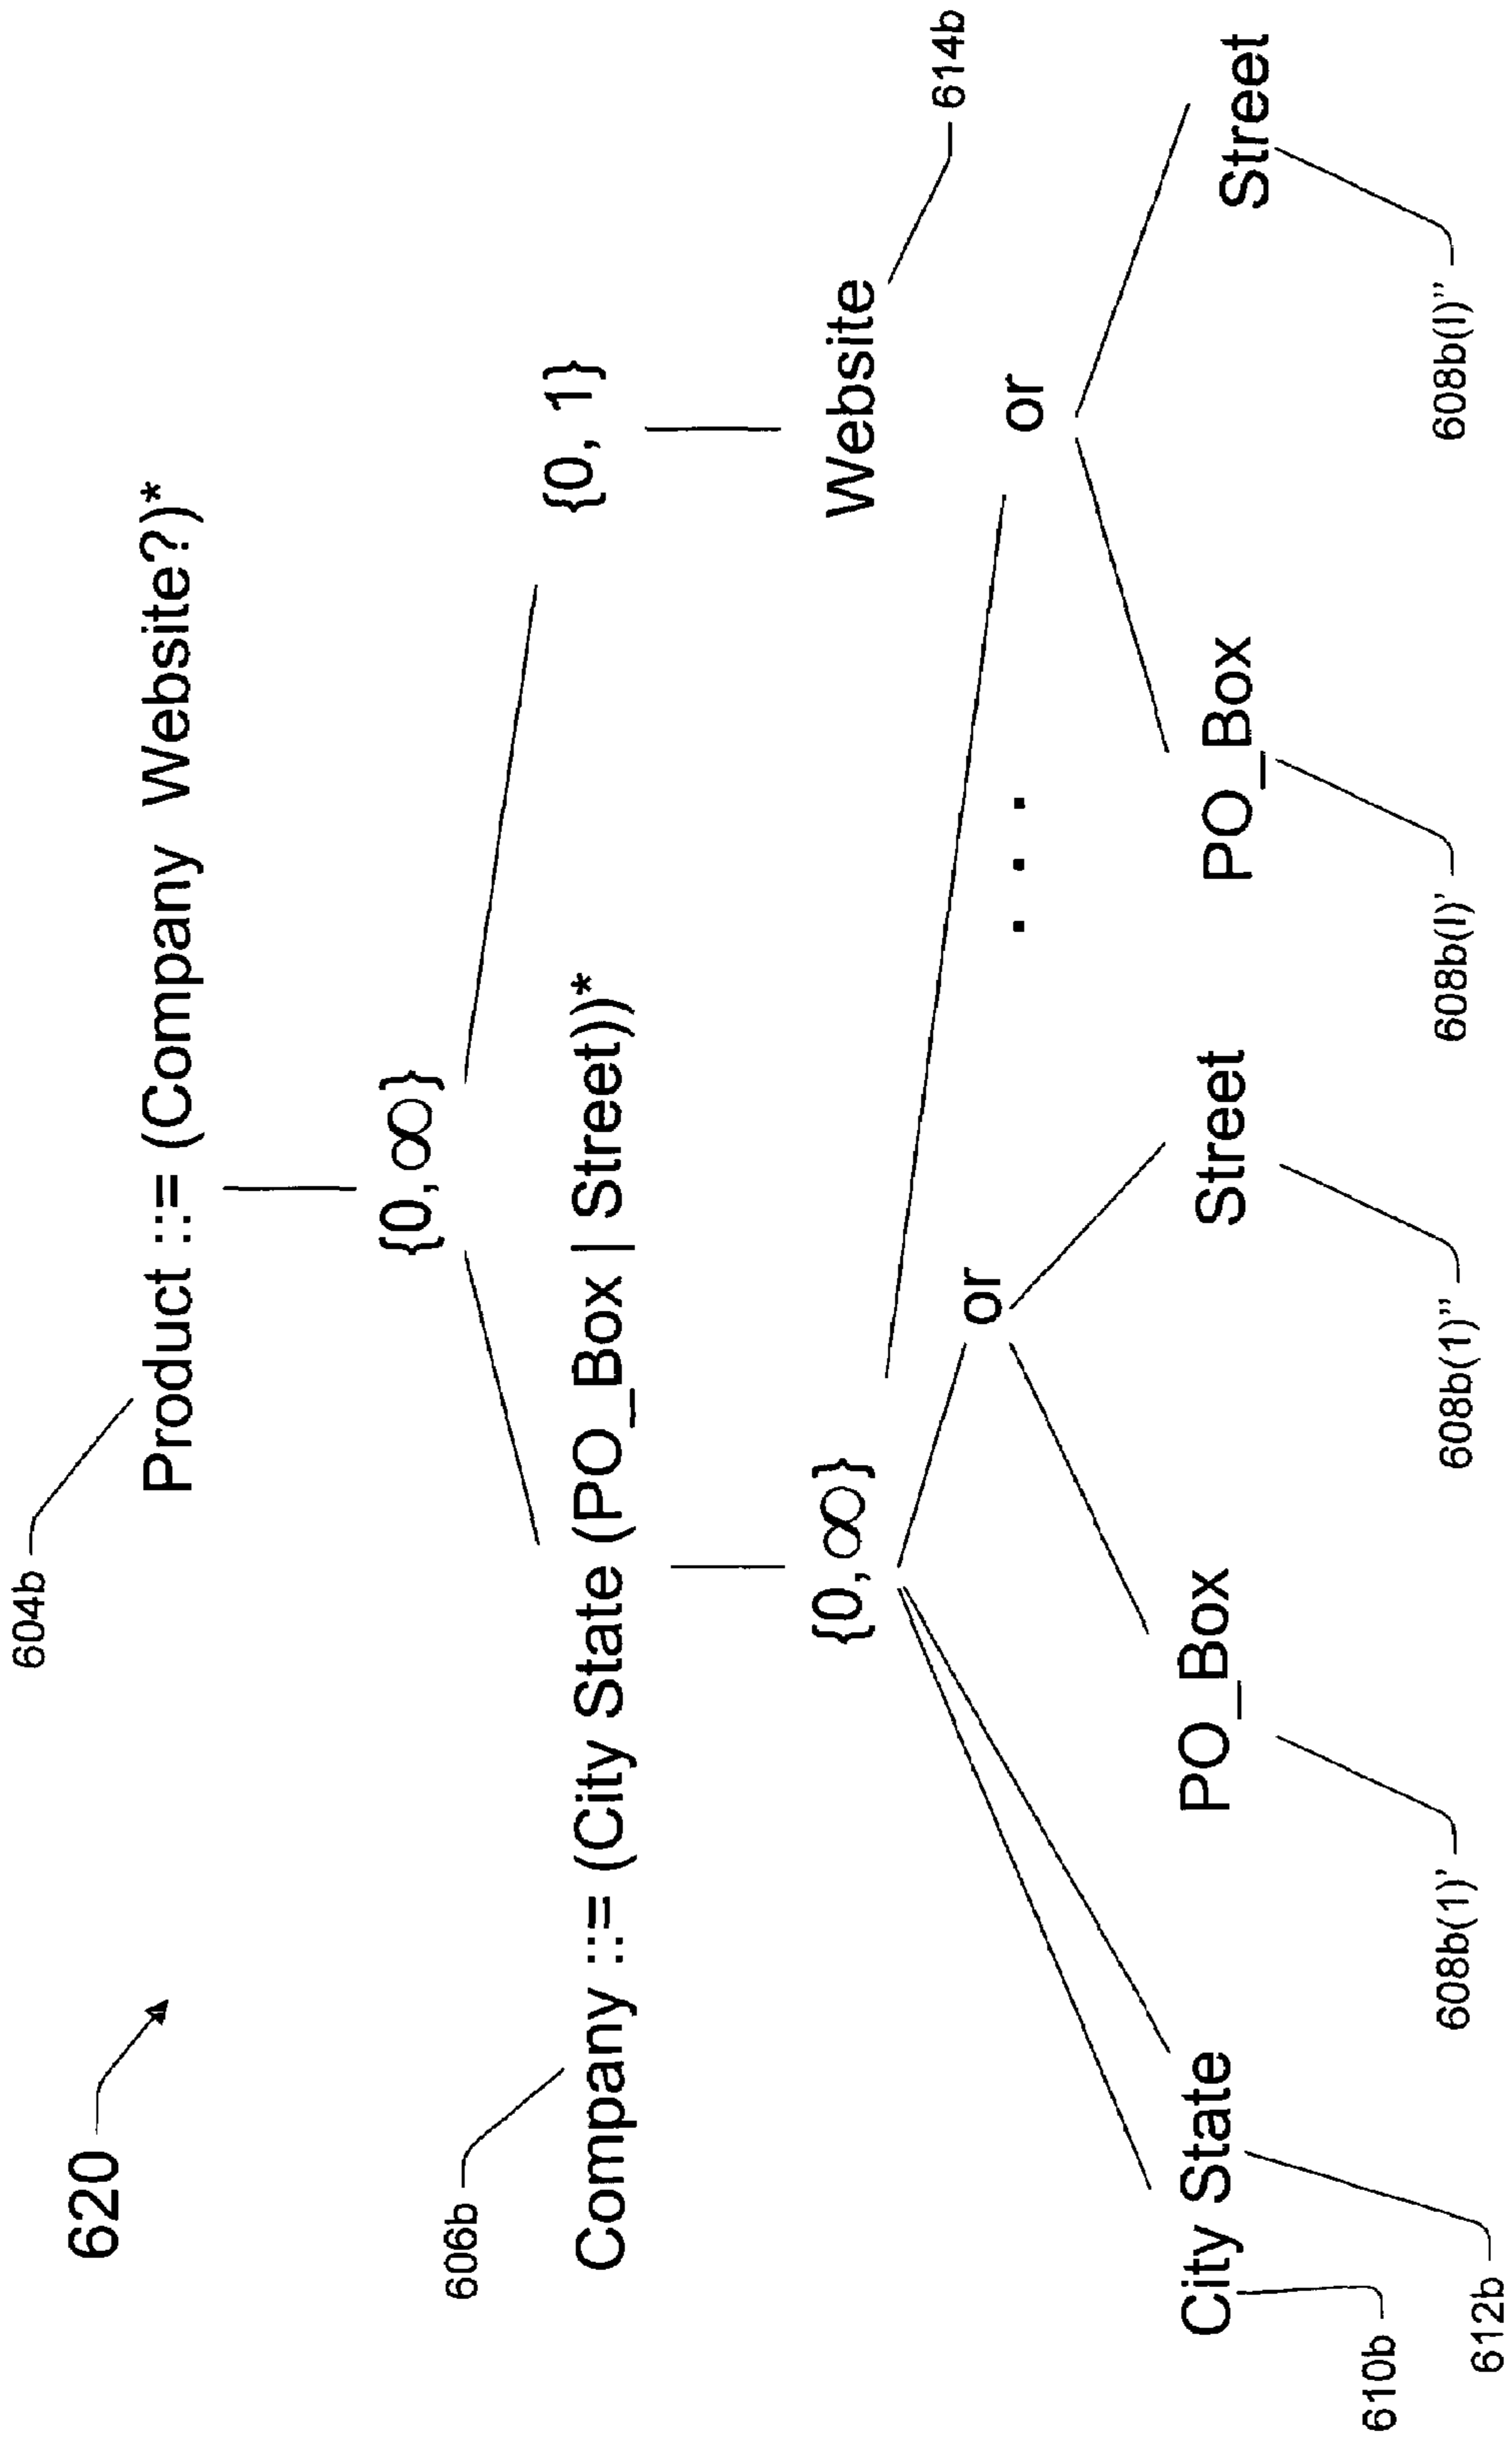 620
604b
Product ::= (Company Website?)*
{0,∞}
606b
Company ::= (City State (PO_Box | Street))*
{0, 1}
{0,∞}
Website
614b
or
. . .
or
City State
PO_Box
Street
PO_Box
Street
610b
612b
608b(1)'
608b(1)''
608b(l)'
608b(l)''